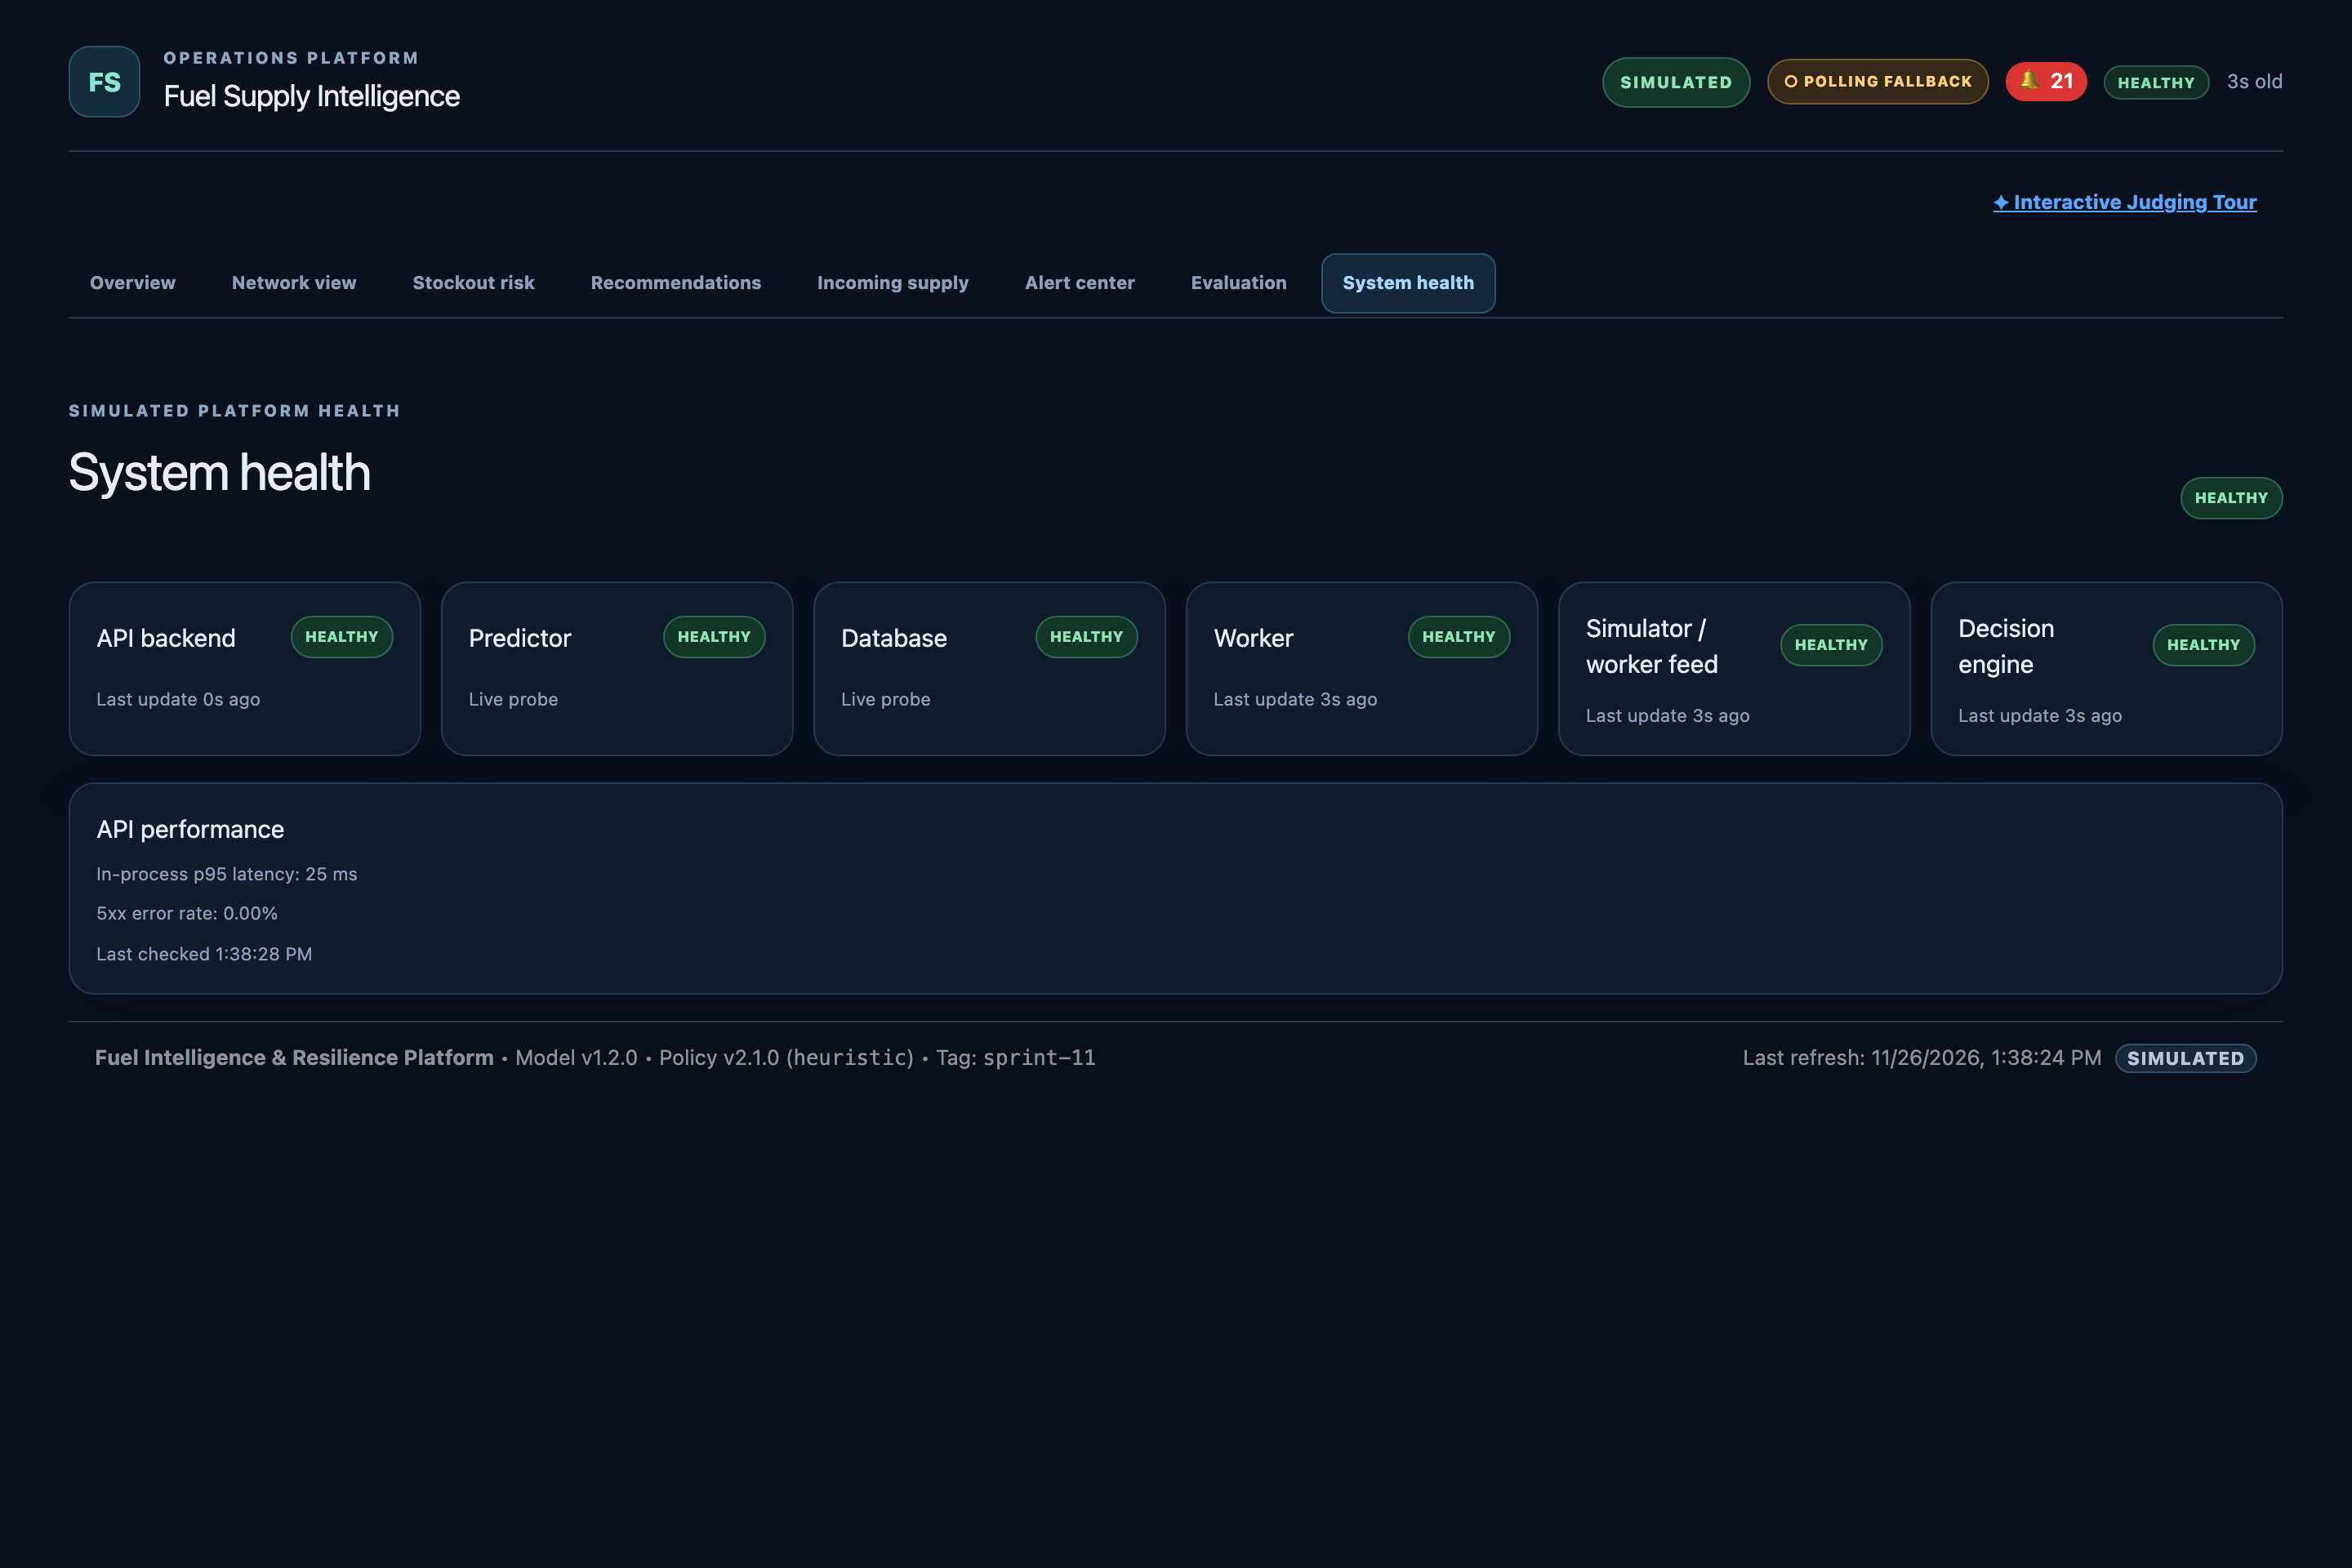 FS
OPERATIONS PLATFORM
Fuel Supply Intelligence
SIMULATED
POLLING FALLBACK
21
HEALTHY
3s old
✦ Interactive Judging Tour
Overview
Network view
Stockout risk
Recommendations
Incoming supply
Alert center
Evaluation
System health
SIMULATED PLATFORM HEALTH
System health
HEALTHY
API backend
HEALTHY
Last update 0s ago
Predictor
HEALTHY
Live probe
Database
HEALTHY
Live probe
Worker
HEALTHY
Last update 3s ago
Simulator /
worker feed
HEALTHY
Last update 3s ago
Decision
engine
HEALTHY
Last update 3s ago
API performance
In-process p95 latency: 25 ms
5xx error rate: 0.00%
Last checked 1:38:28 PM
Fuel Intelligence & Resilience Platform • Model v1.2.0 • Policy v2.1.0 (heuristic) • Tag: sprint-11
Last refresh: 11/26/2026, 1:38:24 PM
SIMULATED